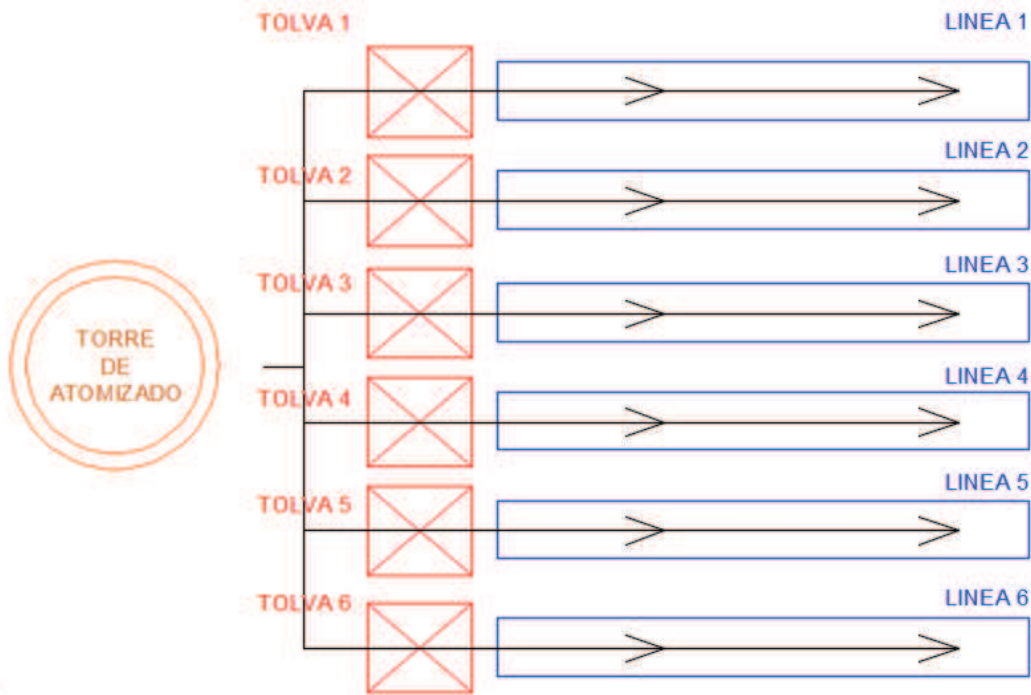 TOLVA 1
LINEA 1
TOLVA 2
LINEA 2
TOLVA 3
LINEA 3
TORRE
DE
ATOMIZADO
TOLVA 4
LINEA 4
TOLVA 5
LINEA 5
TOLVA 6
LINEA 6